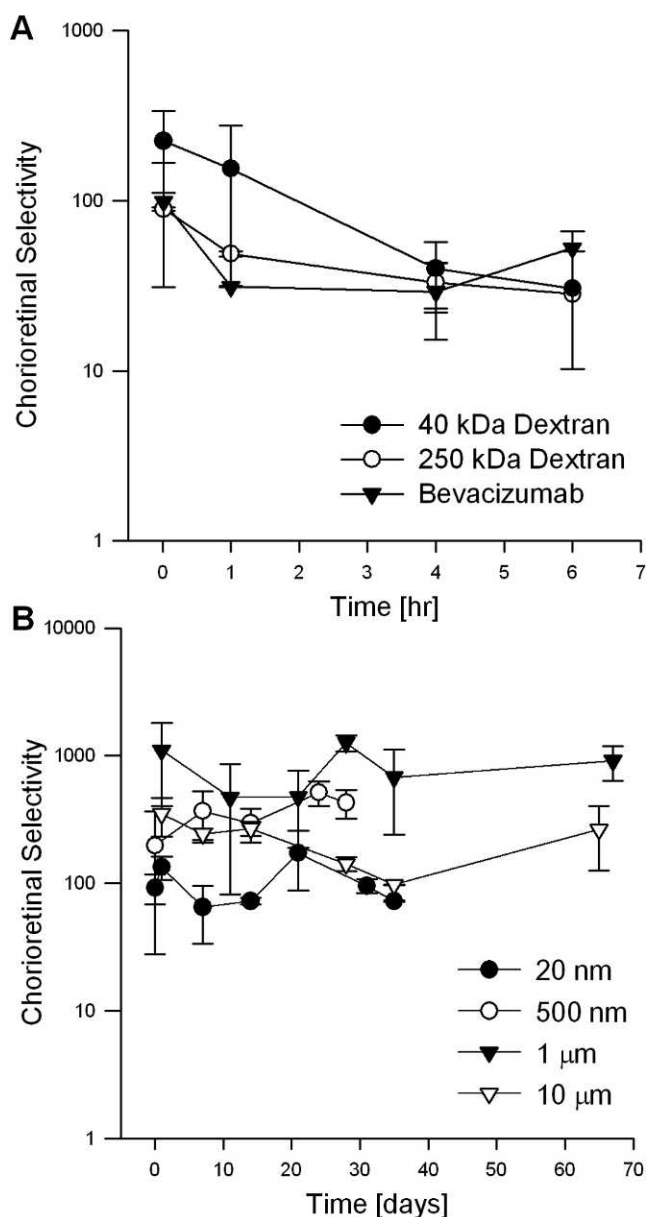 A
1000
100
10
1
Chorioretinal Selectivity
40 kDa Dextran
250 kDa Dextran
Bevacizumab
0 1 2 3 4 5 6 7
Time [hr]
B
10000
1000
100
10
1
Chorioretinal Selectivity
20 nm
500 nm
1 μm
10 μm
0 10 20 30 40 50 60 70
Time [days]